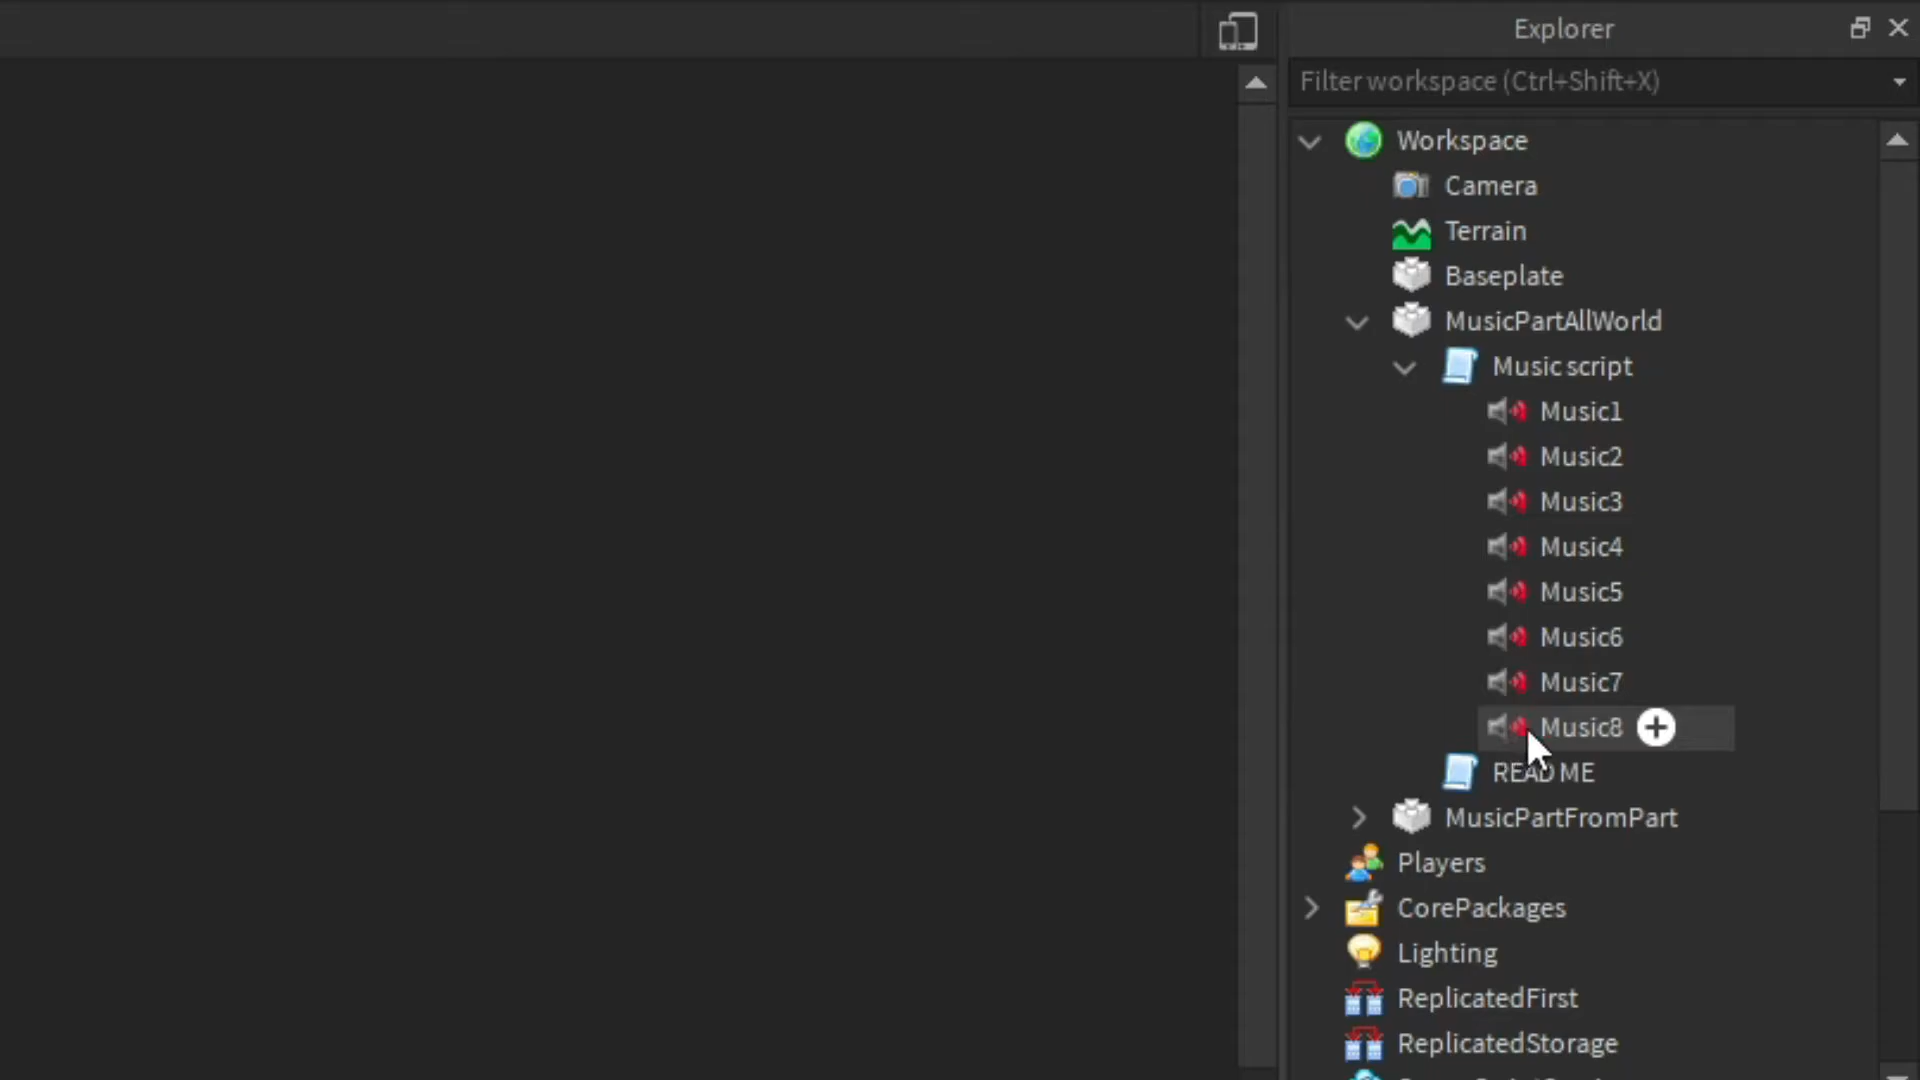 Explorer
Filter workspace (Ctrl+Shift+X)
Workspace
Camera
Terrain
Baseplate
MusicPartAllWorld
Music script
Music1
Music2
Music3
Music4
Music5
Music6
Music7
Music8
READ ME
MusicPartFromPart
Players
CorePackages
Lighting
ReplicatedFirst
ReplicatedStorage